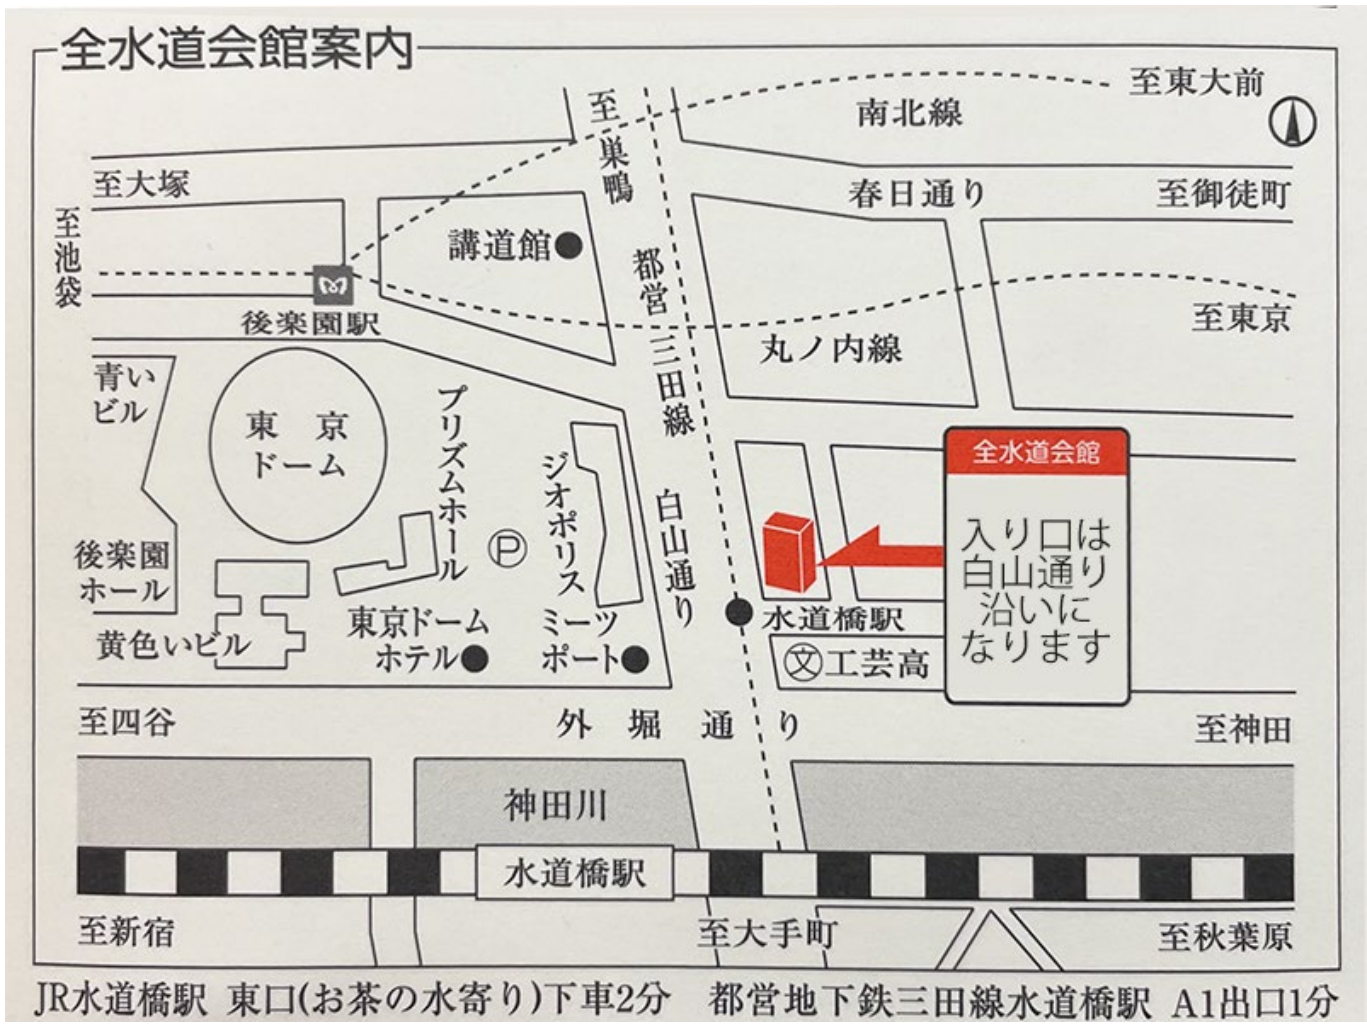 全水道会館案内
至東大前
南北線
至巣鴨
至大塚
春日通り
至御徒町
至池袋
講道館
都営三田線
後楽園駅
丸ノ内線
至東京
青い
ビル
東京
ドーム
プリズムホール
ジオポリス
白山通り
全水道会館
入り口は
白山通り
沿いに
なります
P
後楽園
ホール
黄色いビル
東京ドーム
ホテル
ミーツ
ポート
水道橋駅
文工芸高
至四谷
外堀通り
至神田
神田川
水道橋駅
至新宿
至大手町
至秋葉原
JR水道橋駅 東口(お茶の水寄り)下車2分 都営地下鉄三田線水道橋駅 A1出口1分